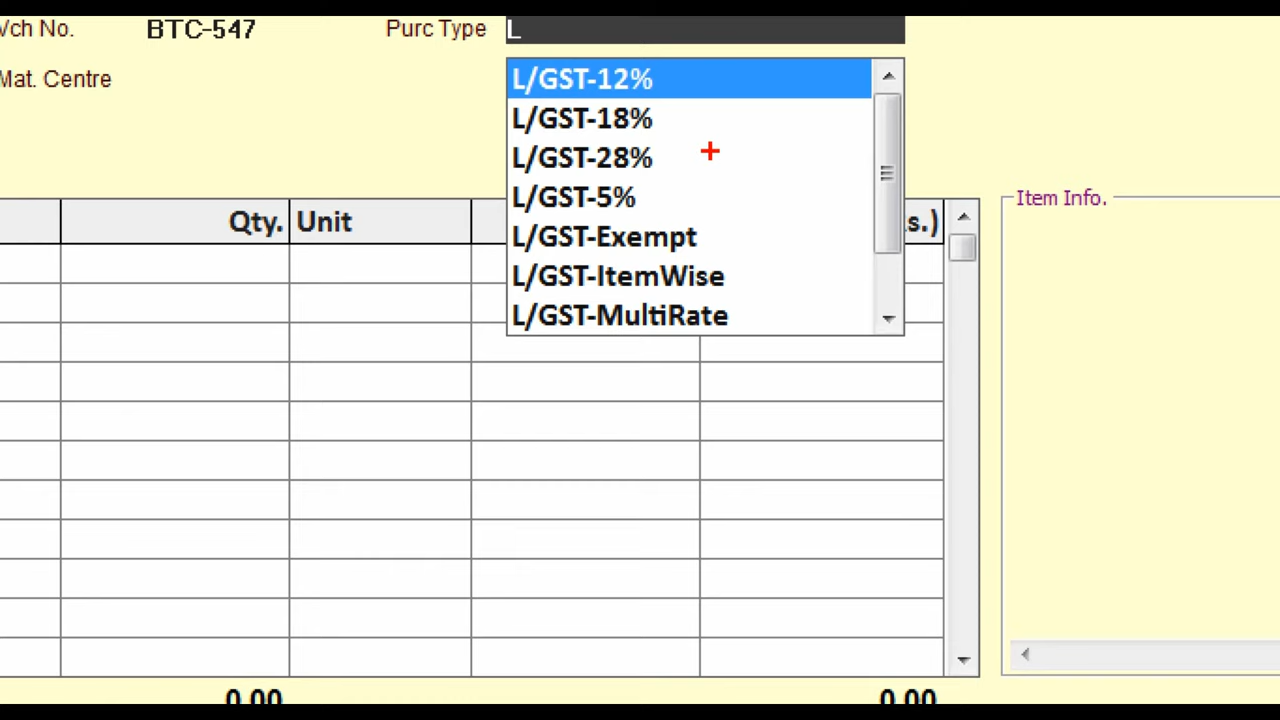 Vch No. BTC-547 Purc Type L
Mat. Centre
L/GST-12%
L/GST-18%
L/GST-28%
L/GST-5%
L/GST-Exempt
L/GST-ItemWise
L/GST-MultiRate
Qty. Unit s.)
Item Info.
0.00 0.00